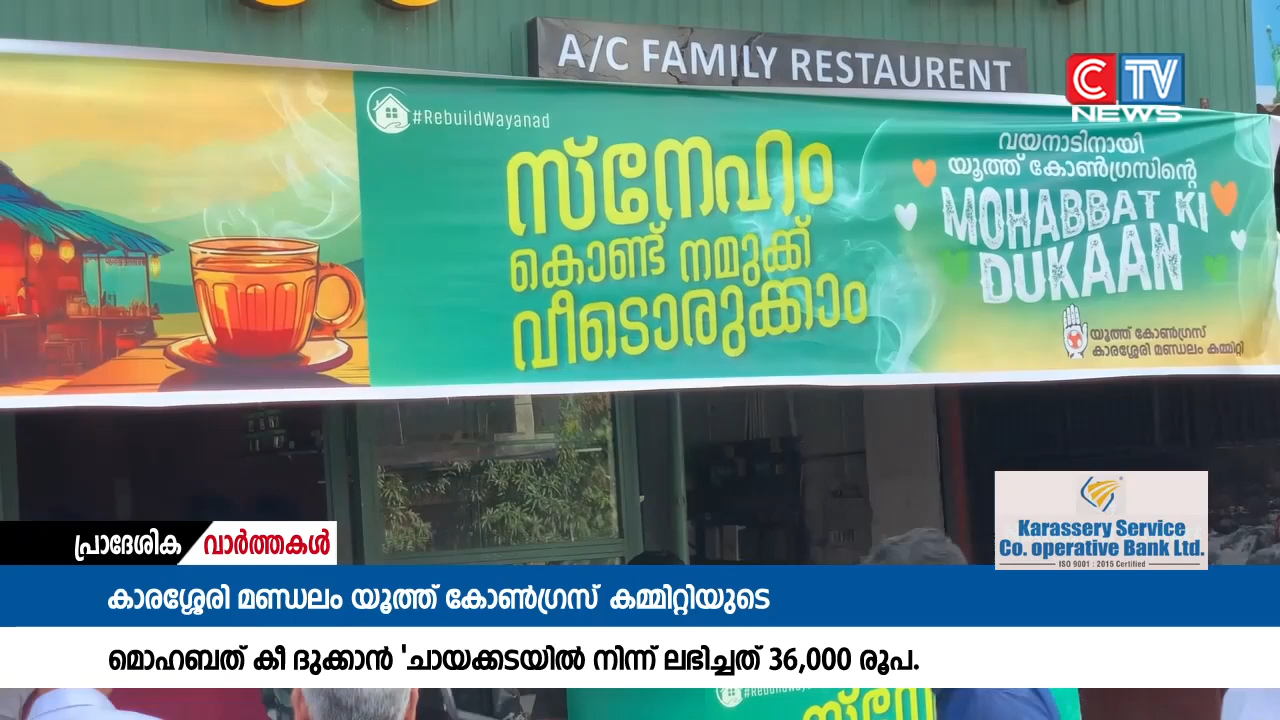 A/C FAMILY RESTAURENT
C TV
NEWS
#RebuildWayanad
സ്നേഹം
കൊണ്ട് നമുക്ക്
വീടൊരുക്കാം
വയനാടിനായി
യൂത്ത് കോൺഗ്രസിന്റെ
MOHABBAT KI
DUKAAN
യൂത്ത് കോൺഗ്രസ്
കാരശ്ശേരി മണ്ഡലം കമ്മിറ്റി
Karassery Service
Co. operative Bank Ltd.
ISO 9001 : 2015 Certified
പ്രാദേശിക വാർത്തകൾ
കാരശ്ശേരി മണ്ഡലം യൂത്ത് കോൺഗ്രസ് കമ്മിറ്റിയുടെ
മൊഹബത് കീ ദുക്കാൻ 'ചായക്കടയിൽ നിന്ന് ലഭിച്ചത് 36,000 രൂപ.